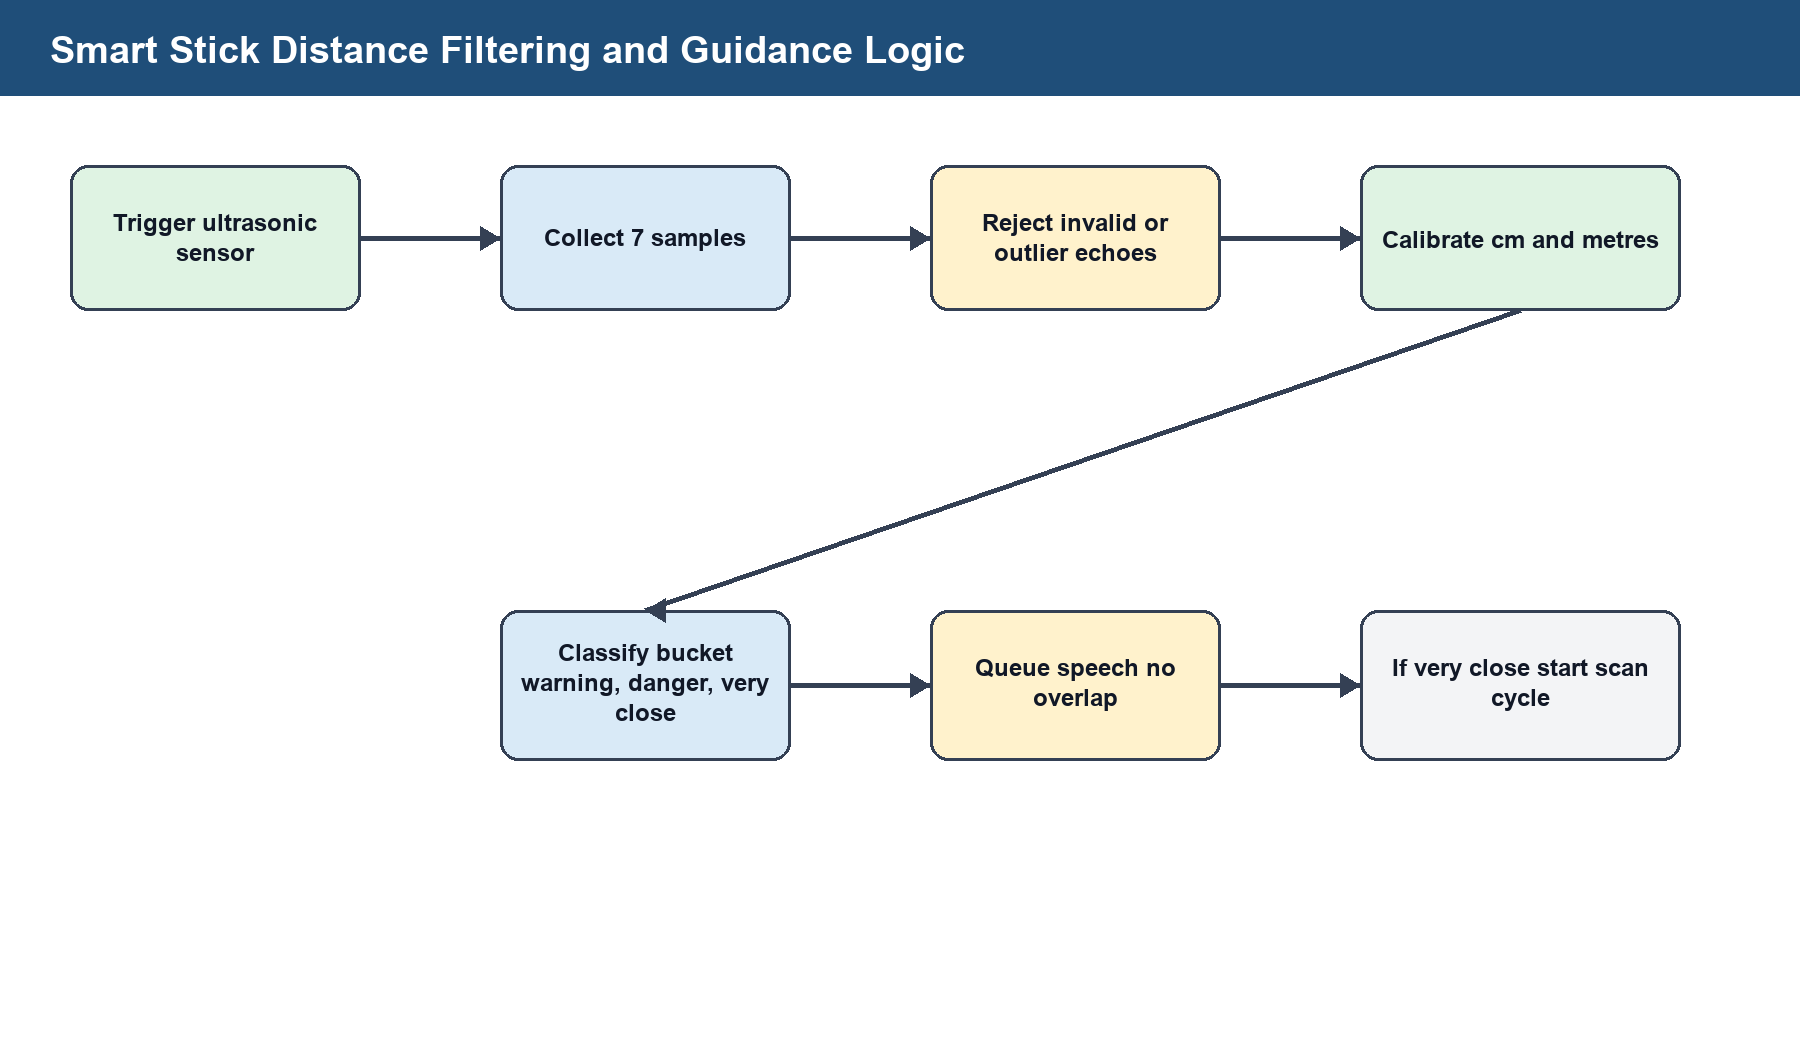 Smart Stick Distance Filtering and Guidance Logic
Trigger ultrasonic
sensor
Collect 7 samples
Reject invalid or
outlier echoes
Calibrate cm and metres
Classify bucket
warning, danger, very
close
Queue speech no
overlap
If very close start scan
cycle